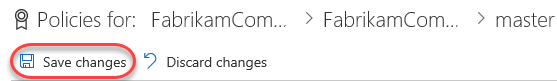 Policies for: FabrikamCom... > FabrikamCom... > master
Save changes Discard changes